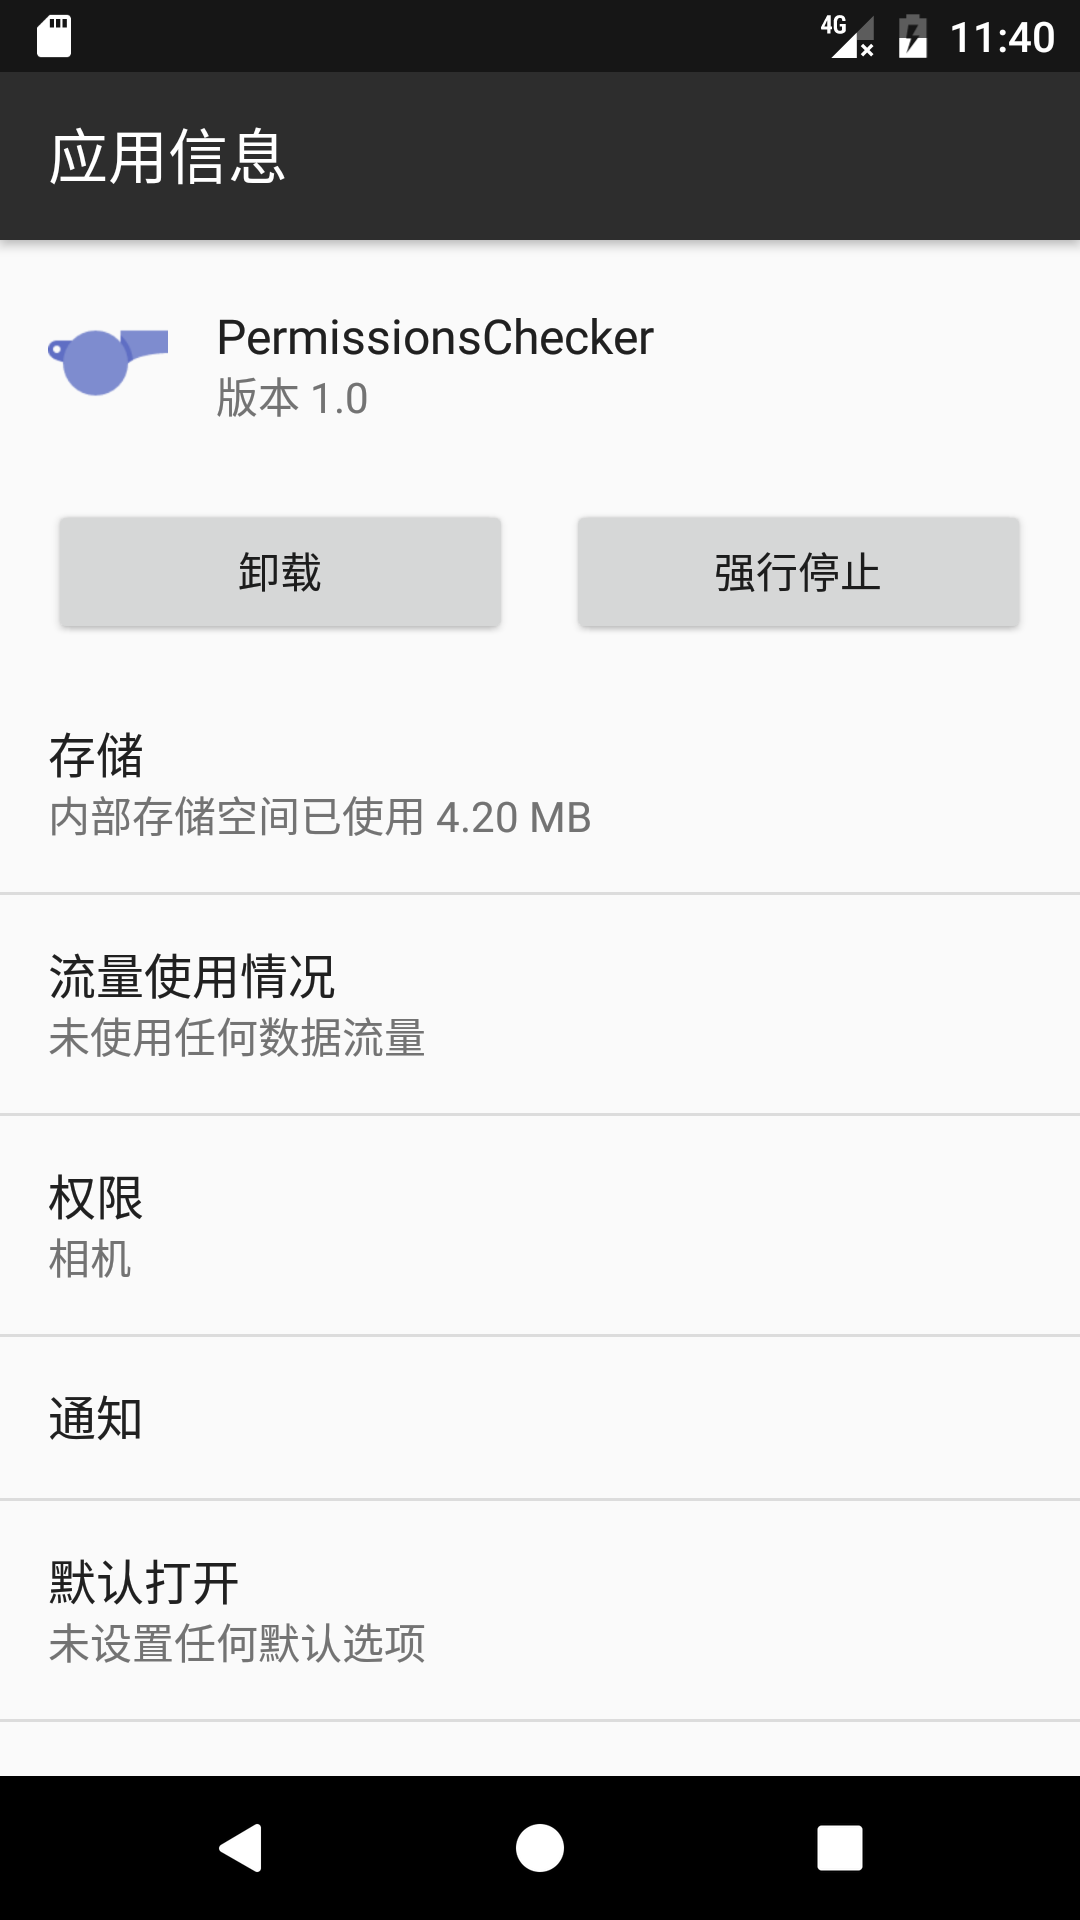 4G
11:40
应用信息
PermissionsChecker
版本 1.0
卸载
强行停止
存储
内部存储空间已使用 4.20 MB
流量使用情况
未使用任何数据流量
权限
相机
通知
默认打开
未设置任何默认选项